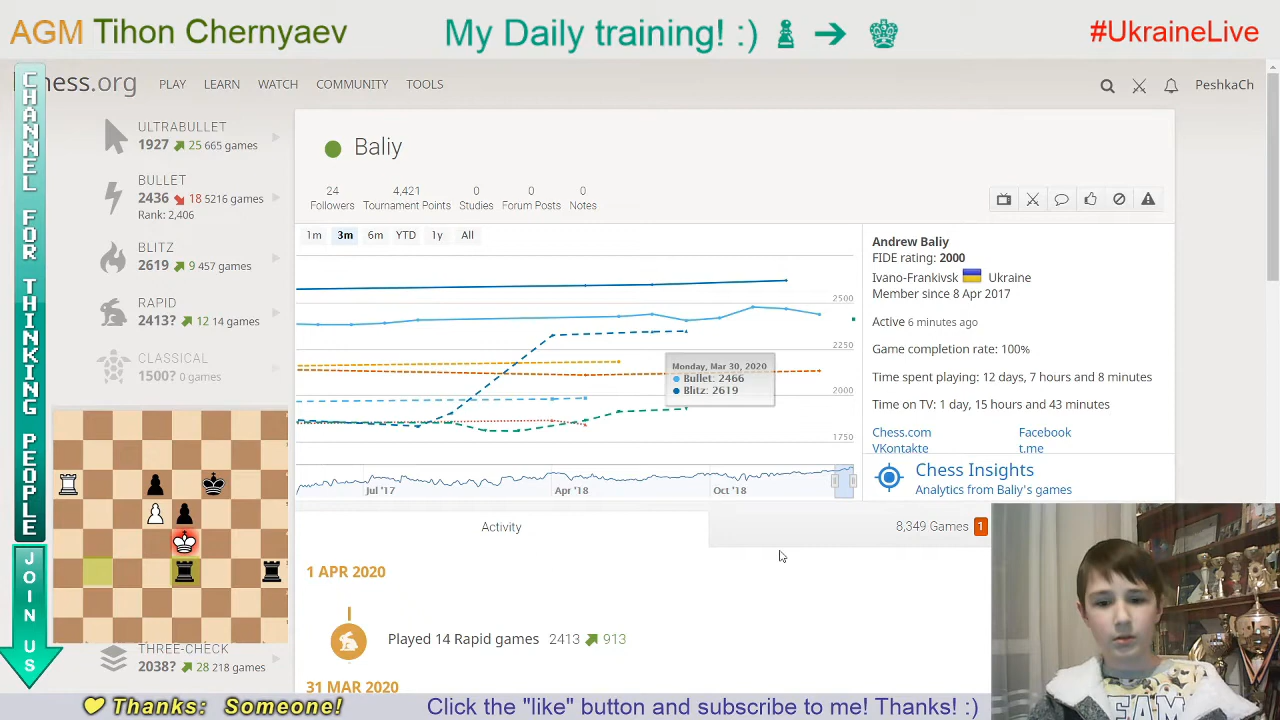 AGM Tihon Chernyaev
My Daily training! :)
#UkraineLive
CHANNEL FOR THINKING PEOPLE
JOIN US
hess.org
PLAY LEARN WATCH COMMUNITY TOOLS
PeshkaCh
ULTRABULLET
1927 25 665 games
BULLET
2436 18 5216 games
Rank: 2,406
BLITZ
2619 9 457 games
RAPID
2413? 12 14 games
CLASSICAL
1500? 0 games
THREE-CHECK
2038? 28 218 games
Baliy
24 4,421 0 0 0
Followers Tournament Points Studies Forum Posts Notes
1m 3m 6m YTD 1y All
2500
2250
2000
1750
Monday, Mar 30, 2020
Bullet: 2466
Blitz: 2619
Jul '17 Apr '18 Oct '18
Andrew Baliy
FIDE rating: 2000
Ivano-Frankivsk Ukraine
Member since 8 Apr 2017
Active 6 minutes ago
Game completion rate: 100%
Time spent playing: 12 days, 7 hours and 8 minutes
Time on TV: 1 day, 15 hours and 43 minutes
Chess.com Facebook
VKontakte t.me
Chess Insights
Analytics from Baliy's games
Activity
8,349 Games 1
1 APR 2020
Played 14 Rapid games 2413 913
31 MAR 2020
TEAM
Thanks: Someone!
Click the "like" button and subscribe to me! Thanks! :)